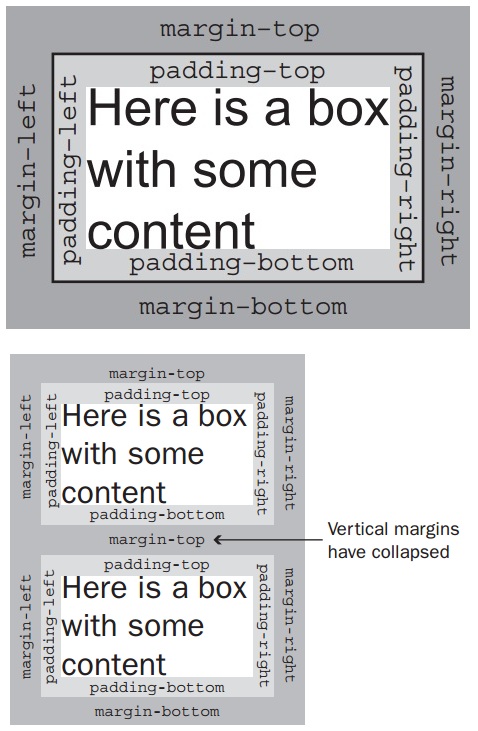 margin-top
padding-top
margin-left
padding-left
Here is a box
with some
content
padding-right
margin-right
padding-bottom
margin-bottom
margin-top
padding-top
margin-left
padding-left
Here is a box
with some
content
padding-right
margin-right
padding-bottom
margin-top
Vertical margins
have collapsed
padding-top
margin-left
padding-left
Here is a box
with some
content
padding-right
margin-right
padding-bottom
margin-bottom